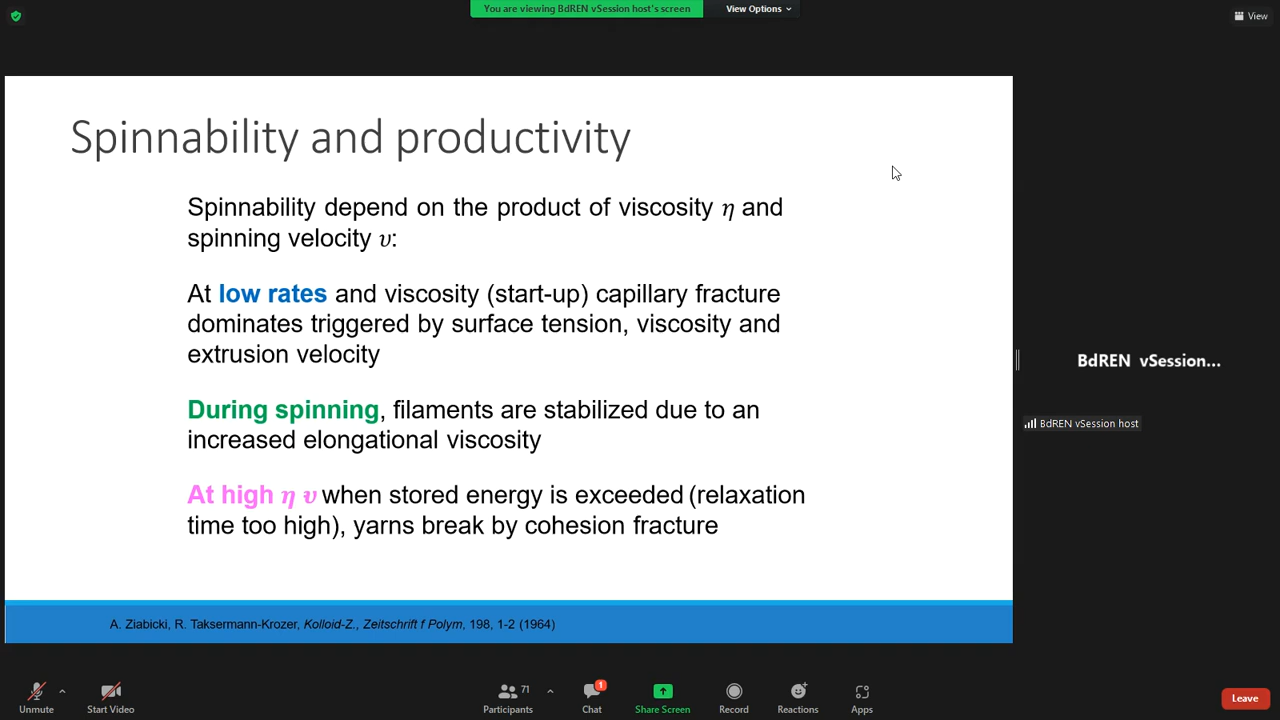 You are viewing BdREN vSession host's screen
View Options
View
Spinnability and productivity
Spinnability depend on the product of viscosity η and
spinning velocity υ:
At low rates and viscosity (start-up) capillary fracture
dominates triggered by surface tension, viscosity and
extrusion velocity
During spinning, filaments are stabilized due to an
increased elongational viscosity
At high η υ when stored energy is exceeded (relaxation
time too high), yarns break by cohesion fracture
A. Ziabicki, R. Taksermann-Krozer, Kolloid-Z., Zeitschrift f Polym, 198, 1-2 (1964)
BdREN vSession...
BdREN vSession host
Unmute
Start Video
Participants
71
Chat
1
Share Screen
Record
Reactions
Apps
Leave